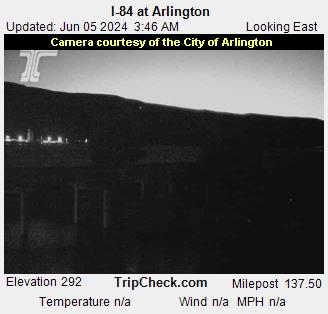 I-84 at Arlington
Updated: Jun 05 2024 3:46 AM Looking East
Camera courtesy of the City of Arlington
Elevation 292 TripCheck.com Milepost 137.50
Temperature n/a Wind n/a MPH n/a